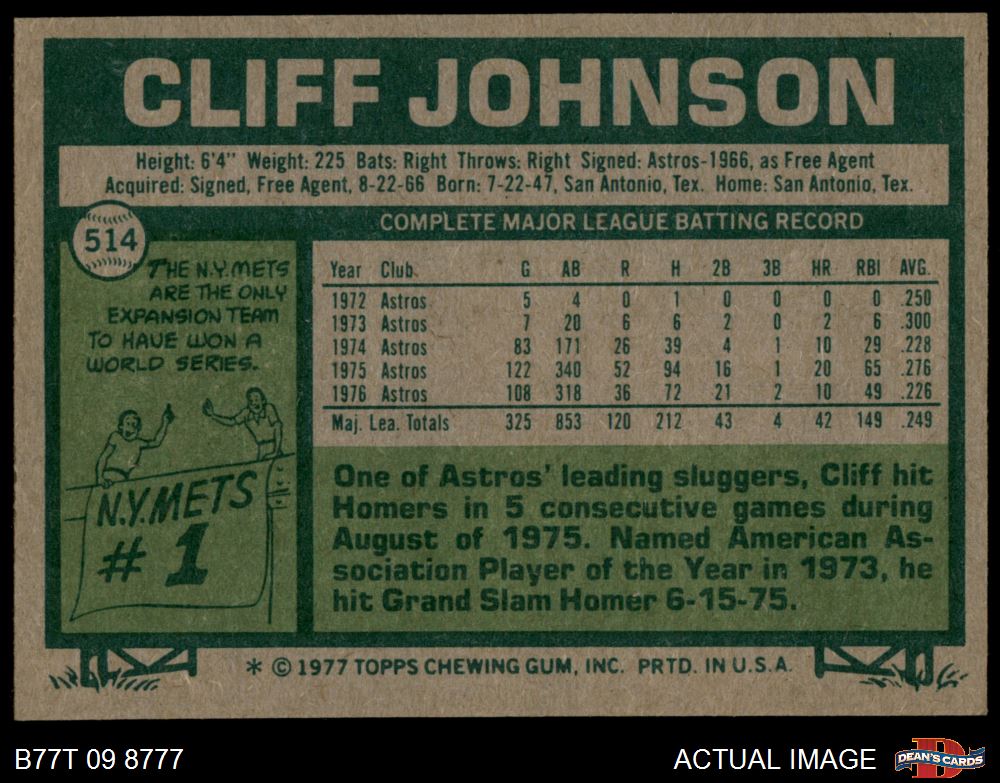 CLIFF JOHNSON
Height: 6'4" Weight: 225 Bats: Right Throws: Right Signed: Astros-1966, as Free Agent
Acquired: Signed, Free Agent, 8-22-66 Born: 7-22-47, San Antonio, Tex. Home: San Antonio, Tex.
514
THE N.Y. METS
ARE THE ONLY
EXPANSION TEAM
TO HAVE WON A
WORLD SERIES.
N.Y. METS
# 1
COMPLETE MAJOR LEAGUE BATTING RECORD
Year Club G AB R H 2B 3B HR RBI AVG.
1972 Astros 5 4 0 1 0 0 0 0 .250
1973 Astros 7 20 6 6 2 0 2 6 .300
1974 Astros 83 171 26 39 4 1 10 29 .228
1975 Astros 122 340 52 94 16 1 20 65 .276
1976 Astros 108 318 36 72 21 2 10 49 .226
Maj. Lea. Totals 325 853 120 212 43 4 42 149 .249
One of Astros' leading sluggers, Cliff hit
Homers in 5 consecutive games during
August of 1975. Named American As-
sociation Player of the Year in 1973, he
hit Grand Slam Homer 6-15-75.
* © 1977 TOPPS CHEWING GUM, INC. PRTD. IN U.S.A.
B77T 09 8777
ACTUAL IMAGE
D
DEAN'S CARDS